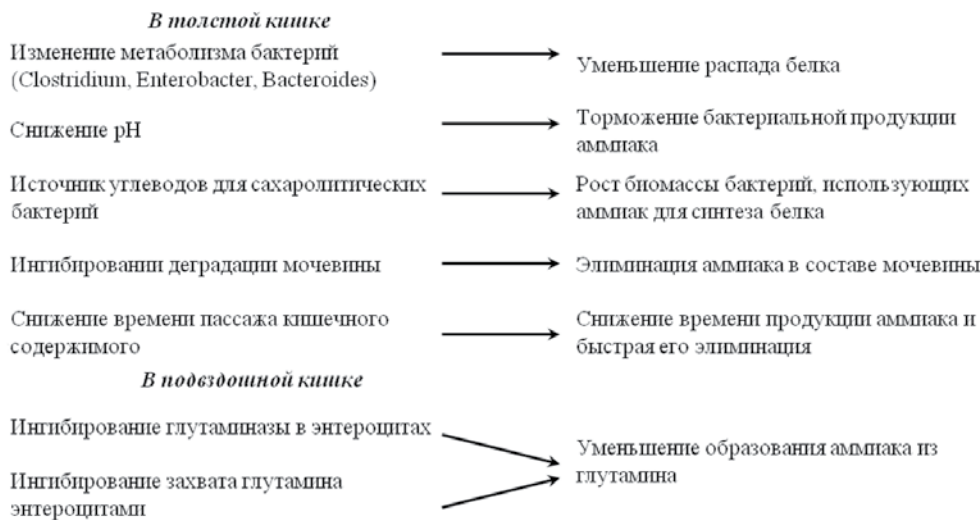 В толстой кишке
Изменение метаболизма бактерий
(Clostridium, Enterobacter, Bacteroides)
Уменьшение распада белка
Снижение pH
Торможение бактериальной продукции
аммиака
Источник углеводов для сахаролитических
бактерий
Рост биомассы бактерий, использующих
аммиак для синтеза белка
Ингибировании деградации мочевины
Элиминация аммиака в составе мочевины
Снижение времени пассажа кишечного
содержимого
Снижение времени продукции аммиака и
быстрая его элиминация
В подвздошной кишке
Ингибирование глутаминазы в энтероцитах
Ингибирование захвата глутамина
энтероцитами
Уменьшение образования аммиака из
глутамина